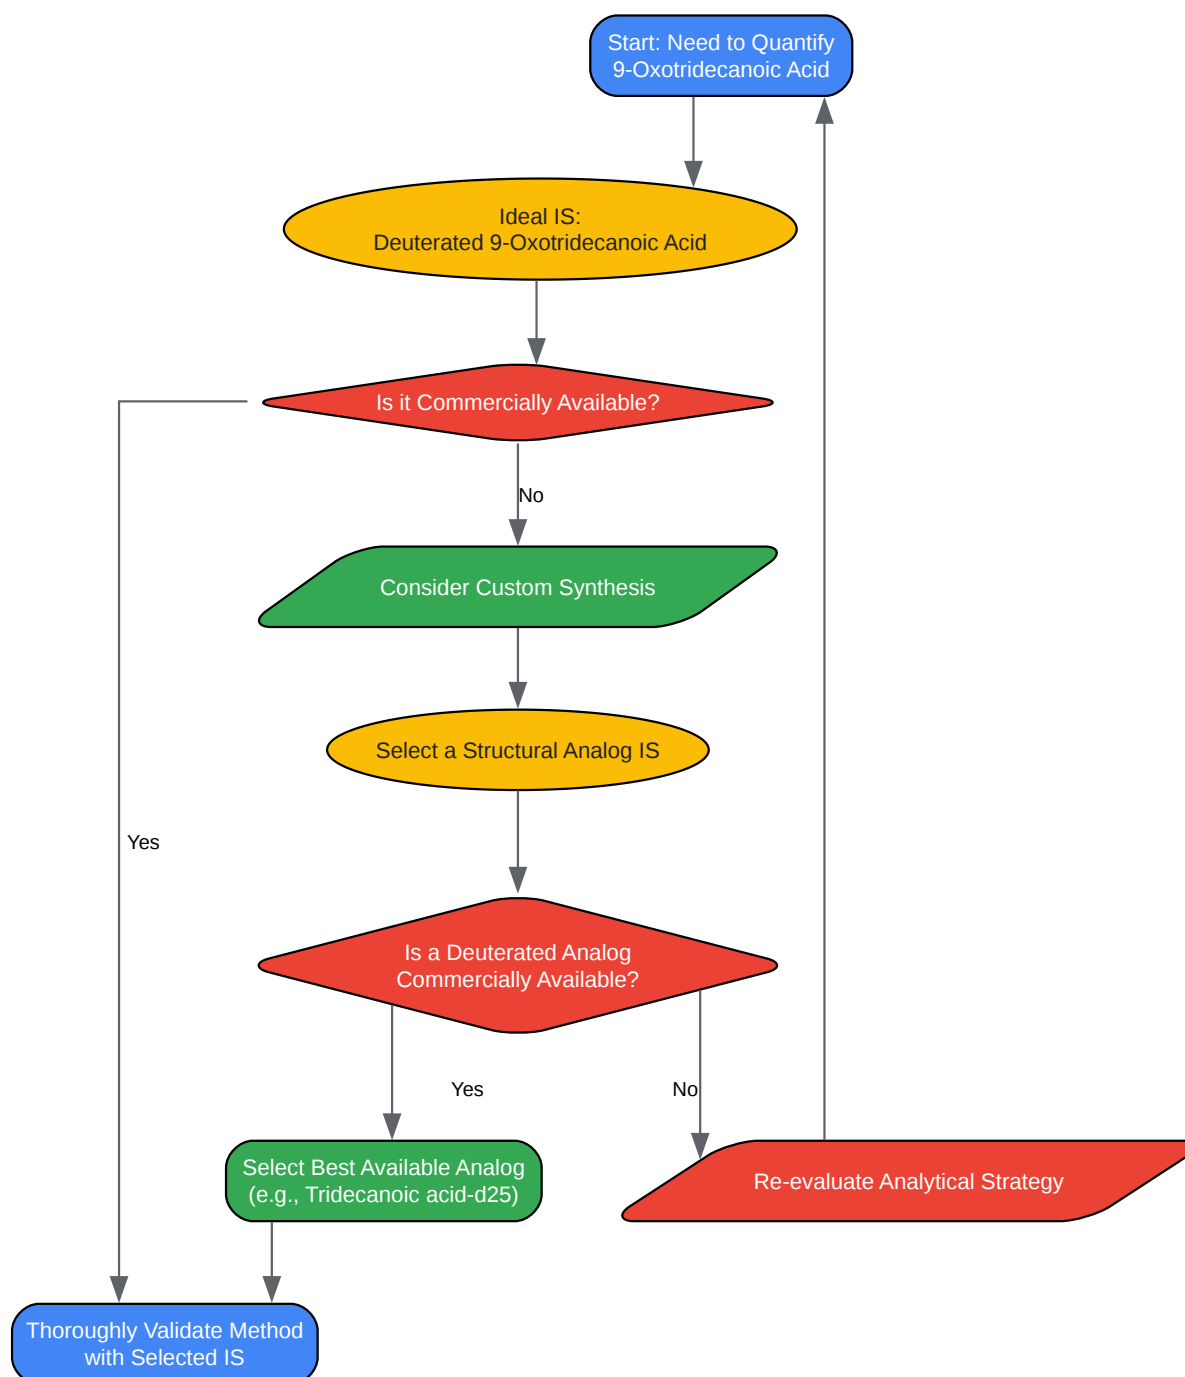 Start: Need to Quantify
9-Oxotridecanoic Acid
Ideal IS:
Deuterated 9-Oxotridecanoic Acid
Is it Commercially Available?
No
Consider Custom Synthesis
Select a Structural Analog IS
Yes
Is a Deuterated Analog
Commercially Available?
Yes
No
Select Best Available Analog
(e.g., Tridecanoic acid-d25)
Re-evaluate Analytical Strategy
Thoroughly Validate Method
with Selected IS